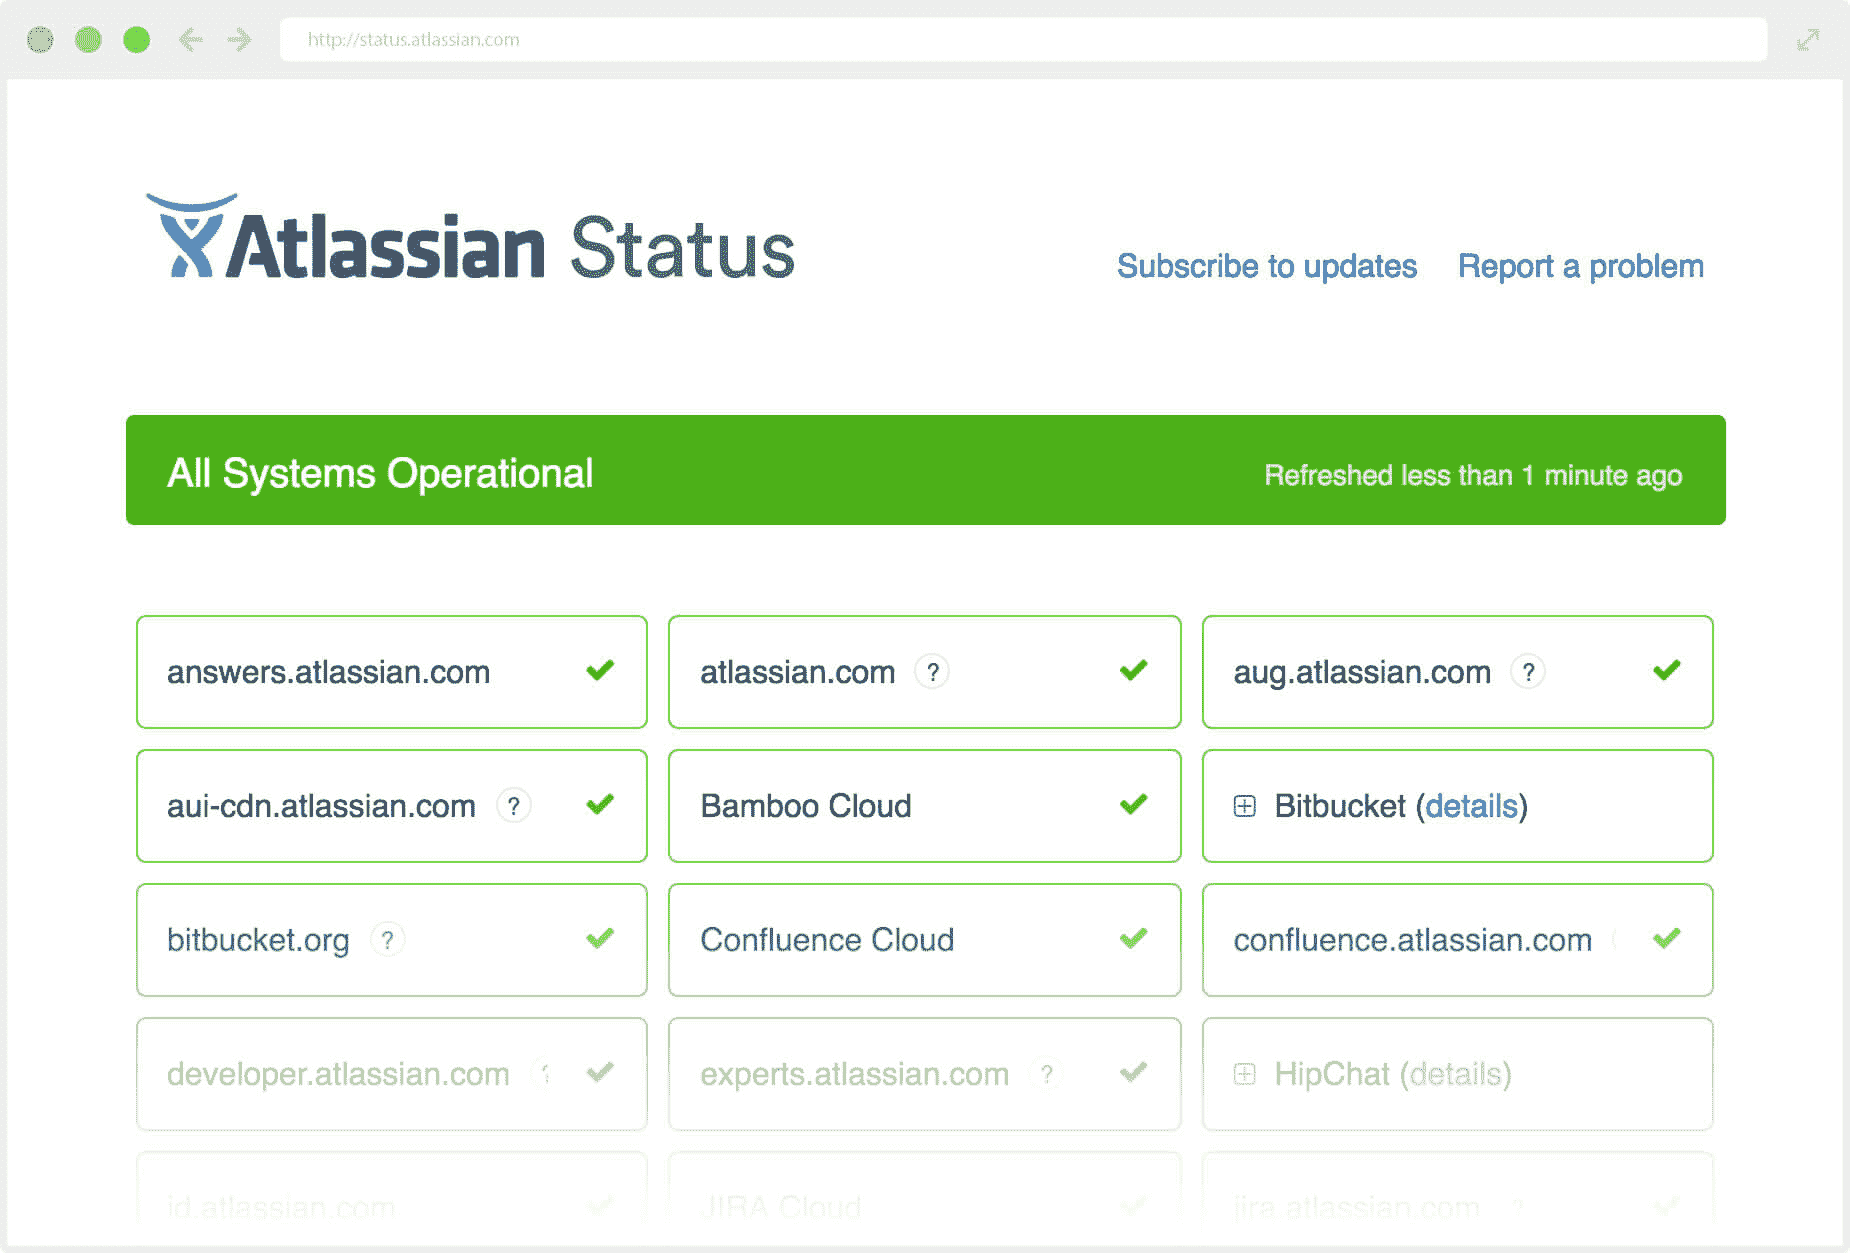 http://status.atlassian.com
Atlassian Status
Subscribe to updates Report a problem
All Systems Operational Refreshed less than 1 minute ago
answers.atlassian.com atlassian.com ? aug.atlassian.com ?
aui-cdn.atlassian.com ? Bamboo Cloud Bitbucket (details)
bitbucket.org ? Confluence Cloud confluence.atlassian.com
developer.atlassian.com ? experts.atlassian.com ? HipChat (details)
id.atlassian.com JIRA Cloud jira.atlassian.com ?